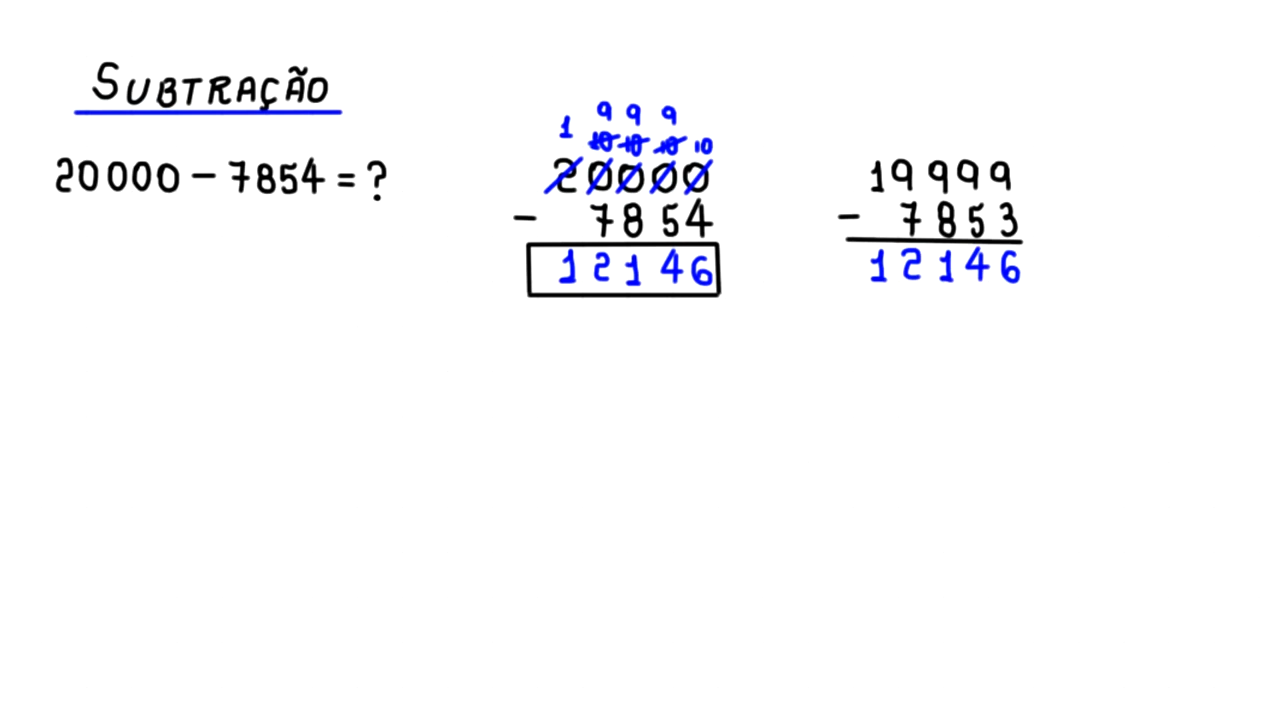 SUBTRAÇÃO
20000 - 7854 = ?
1 9 9 9
10 10 10 10
20000
- 7854
12146
19999
- 7853
12146